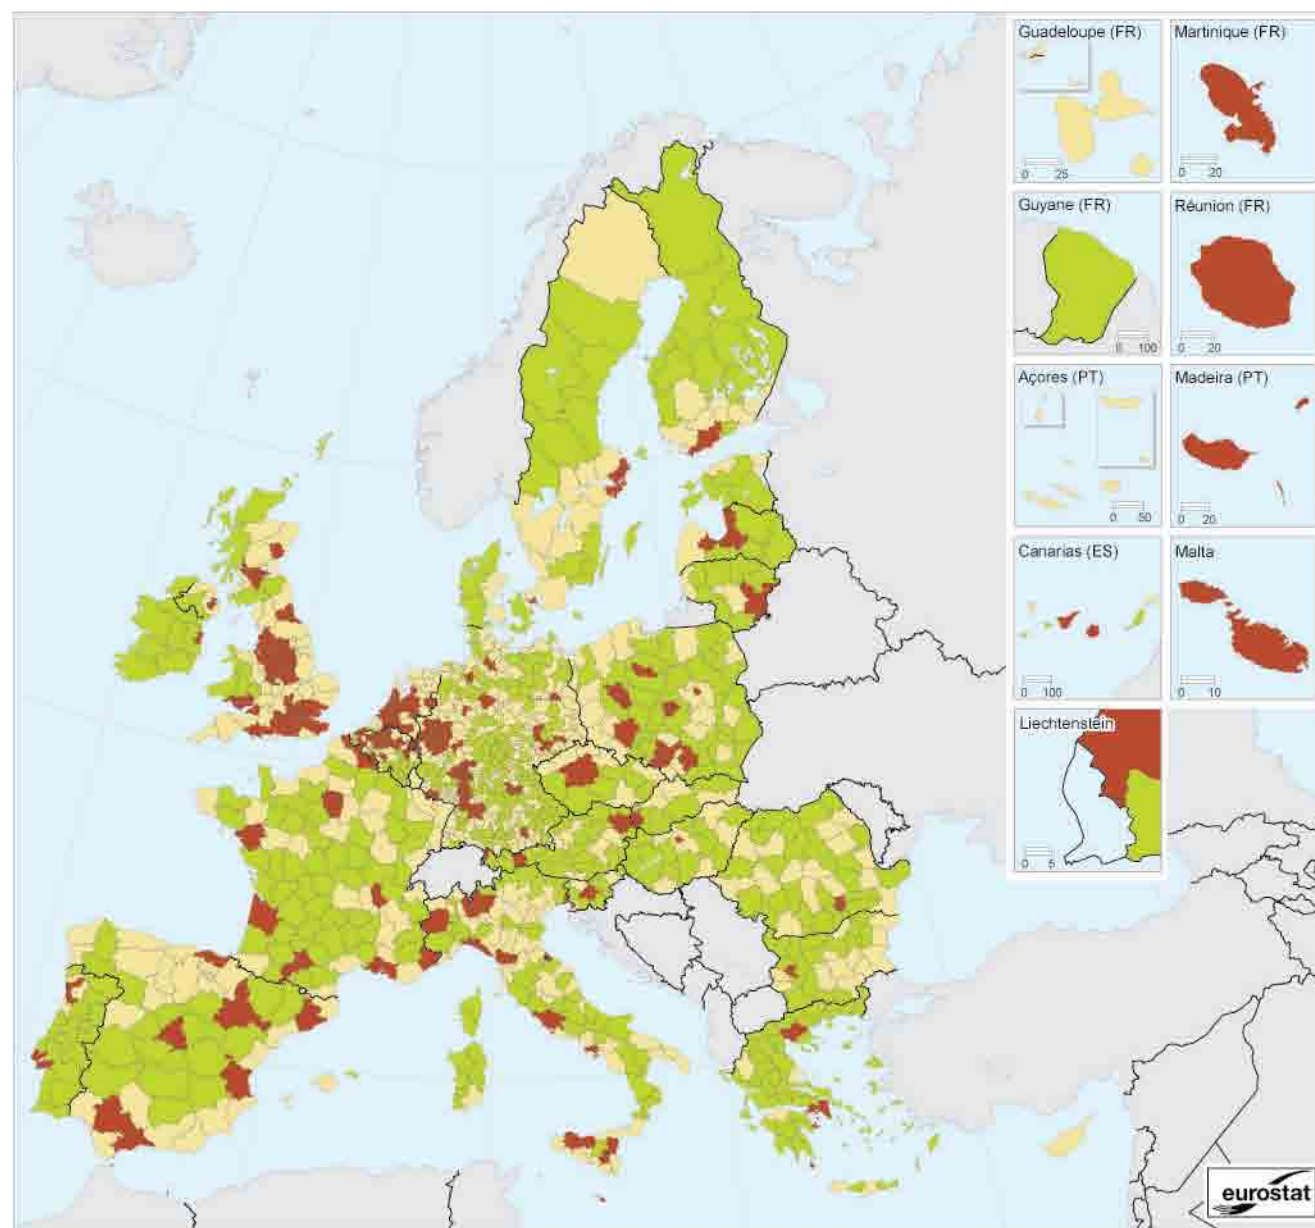 Guadeloupe (FR)
0 25
Martinique (FR)
0 20
Guyane (FR)
0 100
Réunion (FR)
0 20
Açores (PT)
0 50
Madeira (PT)
0 20
Canarias (ES)
0 100
Malta
0 10
Liechtenstein
0 5
eurostat